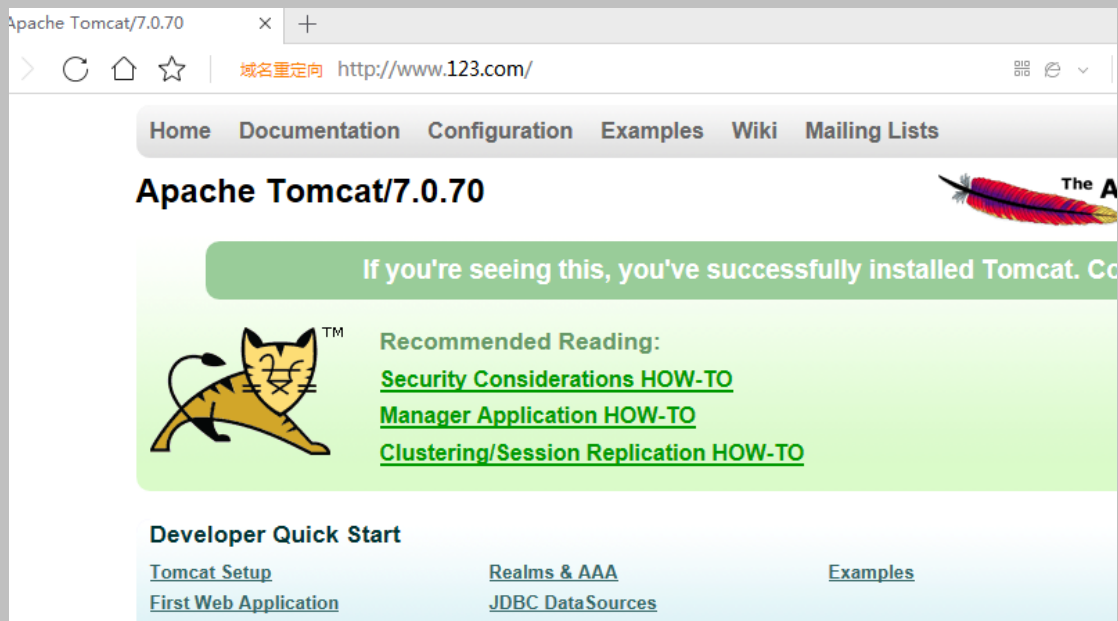 Apache Tomcat/7.0.70
域名重定向 http://www.123.com/
Home Documentation Configuration Examples Wiki Mailing Lists
Apache Tomcat/7.0.70
The A
If you're seeing this, you've successfully installed Tomcat. Co
TM
Recommended Reading:
Security Considerations HOW-TO
Manager Application HOW-TO
Clustering/Session Replication HOW-TO
Developer Quick Start
Tomcat Setup Realms & AAA Examples
First Web Application JDBC DataSources